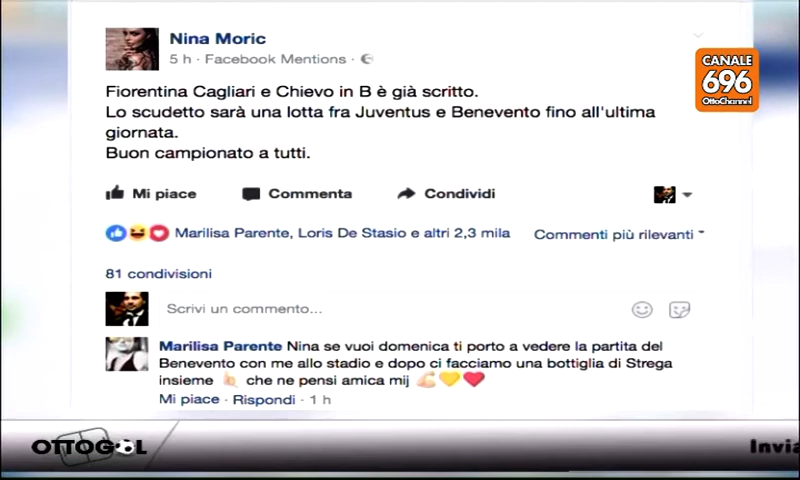 Nina Moric
5 h · Facebook Mentions ·
CANALE
696
OttoChannel
Fiorentina Cagliari e Chievo in B è già scritto.
Lo scudetto sarà una lotta fra Juventus e Benevento fino all'ultima
giornata.
Buon campionato a tutti.
Mi piace Commenta Condividi
Marilisa Parente, Loris De Stasio e altri 2,3 mila Commenti più rilevanti
81 condivisioni
Scrivi un commento...
Marilisa Parente Nina se vuoi domenica ti porto a vedere la partita del
Benevento con me allo stadio e dopo ci facciamo una bottiglia di Strega
insieme 👆🏻 che ne pensi amica mij 💪🏻💛❤️
Mi piace · Rispondi · 1 h
OTTOGOL
Invia